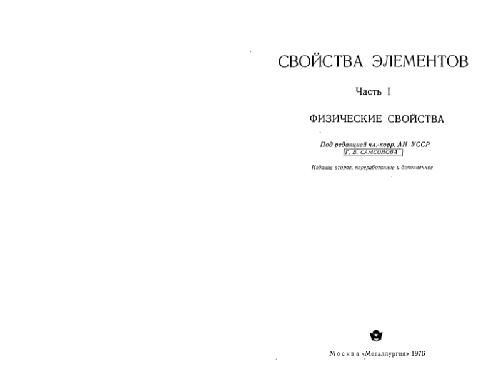 СВОЙСТВА ЭЛЕМЕНТОВ
Часть I
ФИЗИЧЕСКИЕ СВОЙСТВА
Под редакцией чл.-корр. АН УССР
Г. В. САМСОНОВА
Издание второе, переработанное и дополненное
Москва «Металлургия» 1976